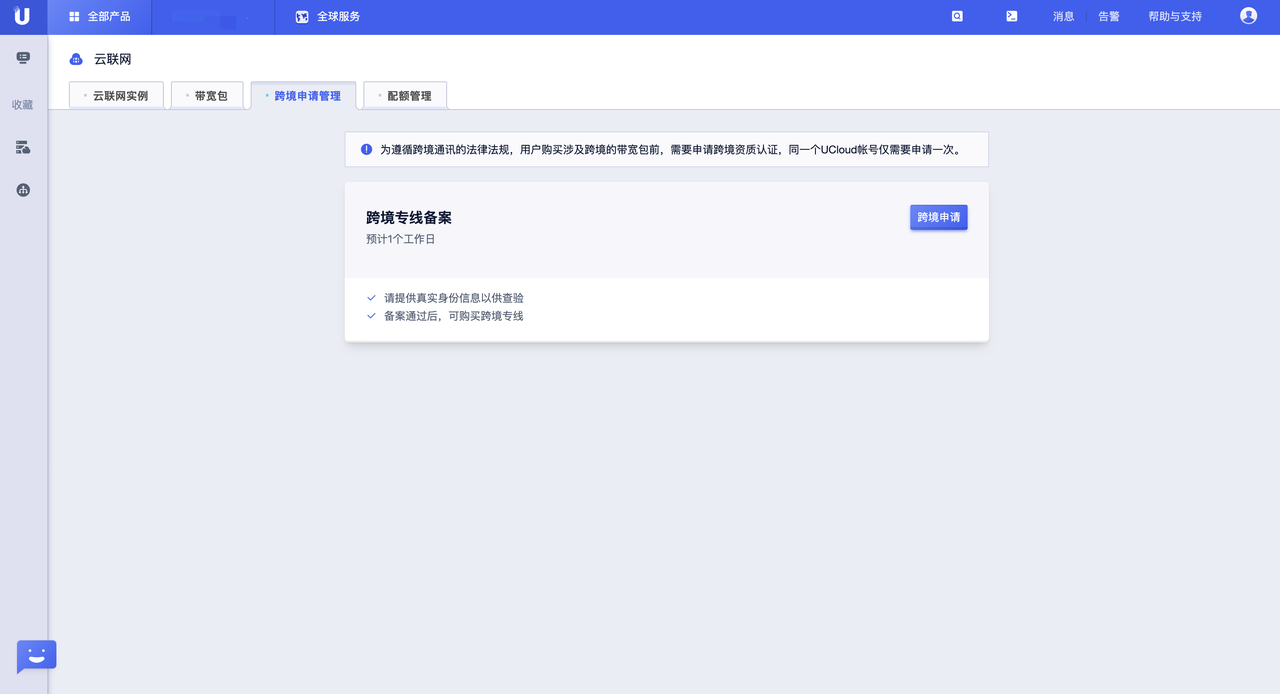 全部产品
全球服务
消息
告警
帮助与支持
收藏
云联网
云联网实例
带宽包
跨境申请管理
配额管理
为遵循跨境通讯的法律法规，用户购买涉及跨境的带宽包前，需要申请跨境资质认证，同一个UCloud帐号仅需要申请一次。
跨境专线备案
跨境申请
预计1个工作日
请提供真实身份信息以供查验
备案通过后，可购买跨境专线